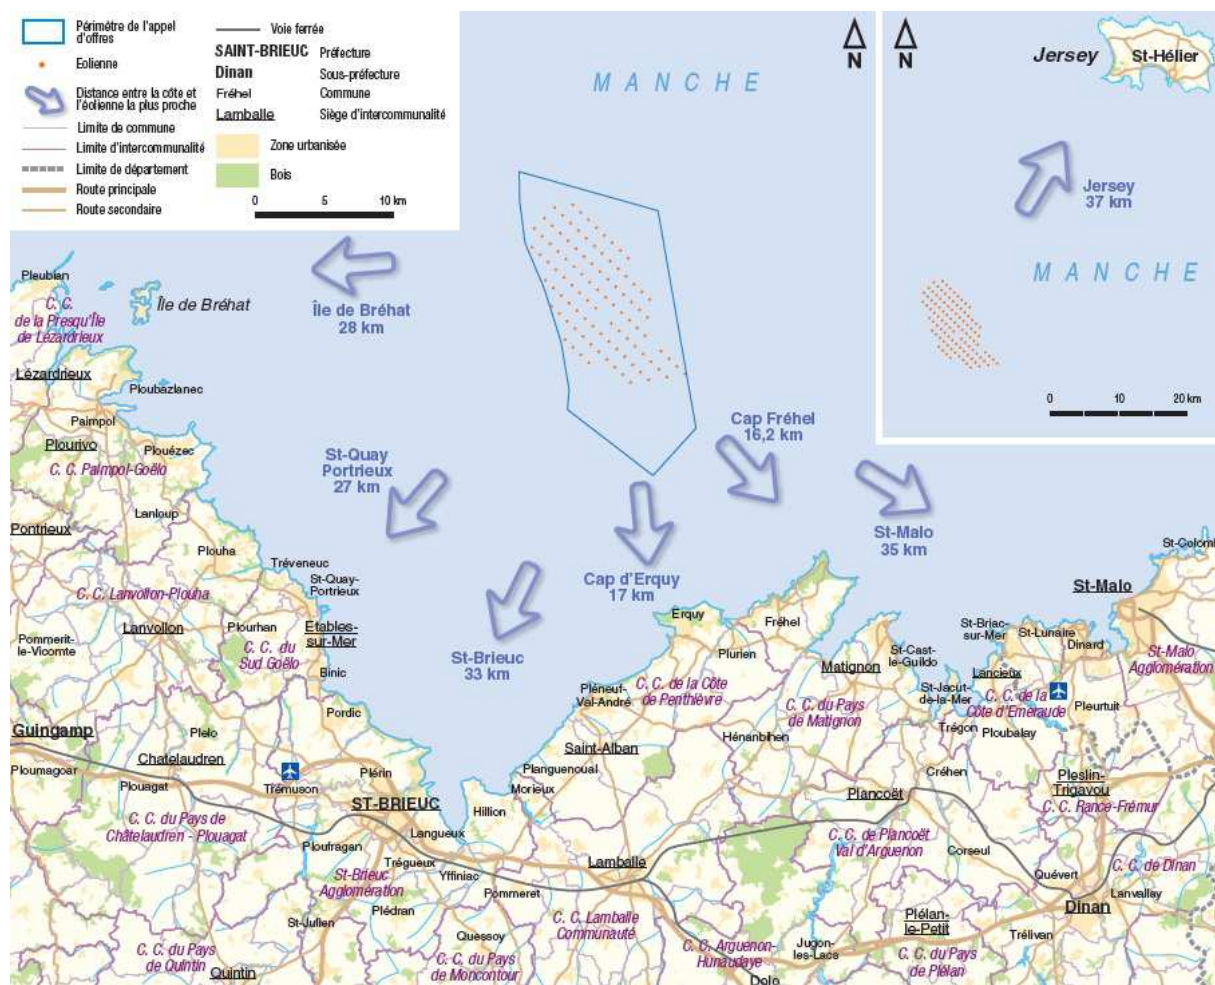 Périmètre de l'appel
d'offres
Eolienne
Distance entre la côte et
l'éolienne la plus proche
Limite de commune
Limite d'intercommunalité
Limite de département
Route principale
Route secondaire
Voie ferrée
SAINT-BRIEUC Préfecture
Dinan Sous-préfecture
Fréhel Commune
Lamballe Siège d'intercommunalité
Zone urbanisée
Bois
0 5 10 km
N
N
MANCHE
Jersey
St-Hélier
Jersey
37 km
MANCHE
0 10 20 km
Île de Bréhat
28 km
Pleubian
Île de Bréhat
C. C.
de la Presqu'Île
de Lézardrieux
Lézardrieux
Ploubazlanec
Paimpol
Plourivo
Plouézec
C. C. Paimpol-Goëlo
Cap Fréhel
16,2 km
St-Quay
Portrieux
27 km
St-Malo
35 km
Lanloup
Pontrieux
Plouha
Tréveneuc
St-Quay-
Portrieux
Cap d'Erquy
17 km
St-Colom
St-Malo
C. C. Lanvollon-Plouha
Lanvollon
Plourhan
Etables-
sur-Mer
Pommerit-
le-Vicomte
C. C. du
Sud Goëlo
Binic
St-Brieuc
33 km
Erquy
Fréhel
Plurien
Matignon
St-Cast-
le-Guildo
St-Briac-
sur-Mer
St-Lunaire
Dinard
Lancieux
St-Malo
Agglomération
St-Jacut-
de-la-Mer
C. C. de la
Côte d'Emeraude
Pleurtuit
Pléneuf-
Val-André
C. C. de la Côte
de Penthièvre
C. C. du Pays
de Matignon
Trégon
Ploubalay
Pordic
Guingamp
Plelo
Hénanbihen
Saint-Alban
Chatelaudren
Ploumagoar
Plouagat
Trémuson
Plérin
Planguenoual
Morieux
Créhen
Pleslin-
Trigavou
ST-BRIEUC
Hillion
Plancoët
C. C. Rance-Frémur
C. C. du Pays de
Châtelaudren - Plouagat
Langueux
Ploufragan
Trégueux
Yffiniac
C. C. de Plancoët
Val d'Arguenon
Corseul
Lamballe
St-Brieuc
Agglomération
Pommeret
Quévert
C. C. de Dinan
Lanvallay
Dinan
Plédran
St-Julien
C. C. Lamballe
Communauté
Plélan-
le-Petit
Trélivan
Quessoy
C. C. du Pays
de Quintin
Quintin
C. C. du Pays
de Moncontour
C. C. Arguenon-
Hunaudaye
Jugon-
les-Lacs
C. C. du Pays
de Plélan
Dolo